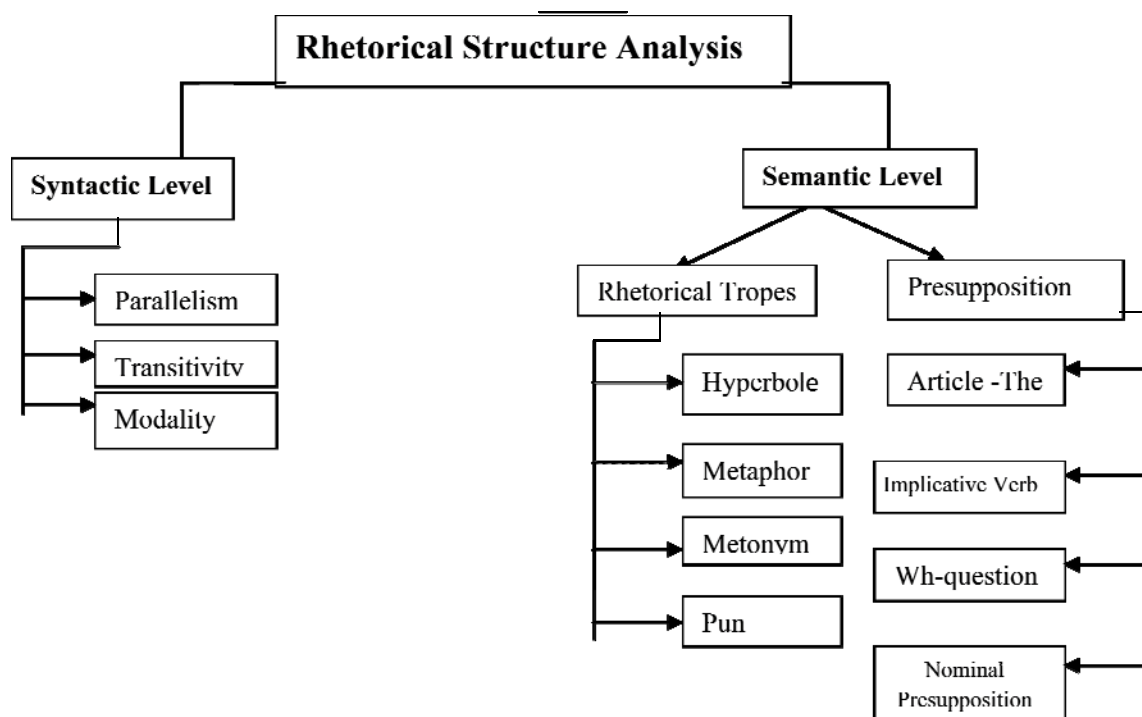 Rhetorical Structure Analysis
Syntactic Level
Parallelism
Transitivity
Modality
Semantic Level
Rhetorical Tropes
Hyperbole
Metaphor
Metonym
Pun
Presupposition
Article -The
Implicative Verb
Wh-question
Nominal
Presupposition